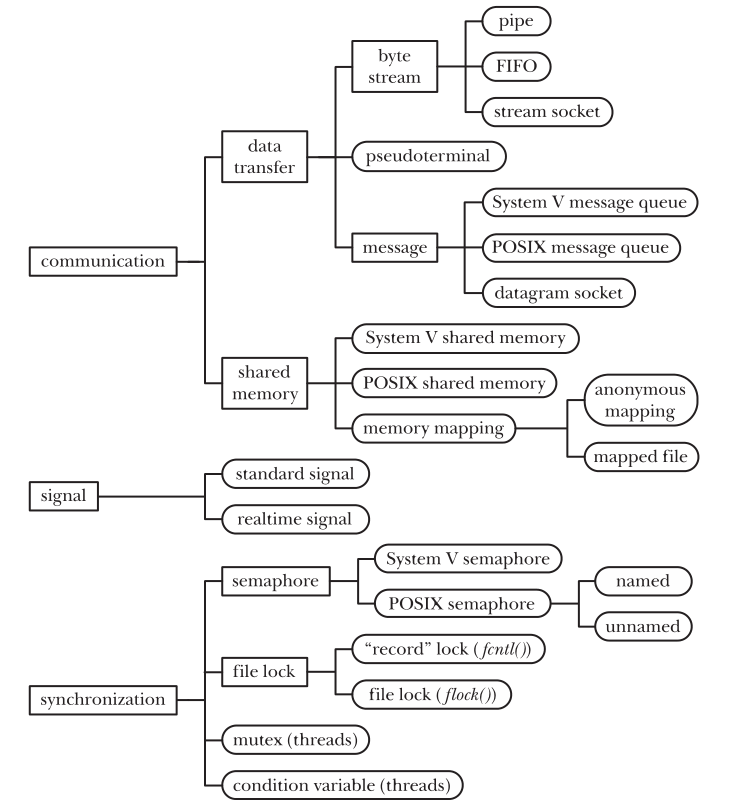 pipe
byte
stream
FIFO
stream socket
data
transfer
pseudoterminal
System V message queue
message
POSIX message queue
datagram socket
communication
System V shared memory
shared
memory
POSIX shared memory
memory mapping
anonymous
mapping
mapped file
signal
standard signal
realtime signal
semaphore
System V semaphore
POSIX semaphore
named
unnamed
synchronization
file lock
“record” lock (fcntl())
file lock (flock())
mutex (threads)
condition variable (threads)